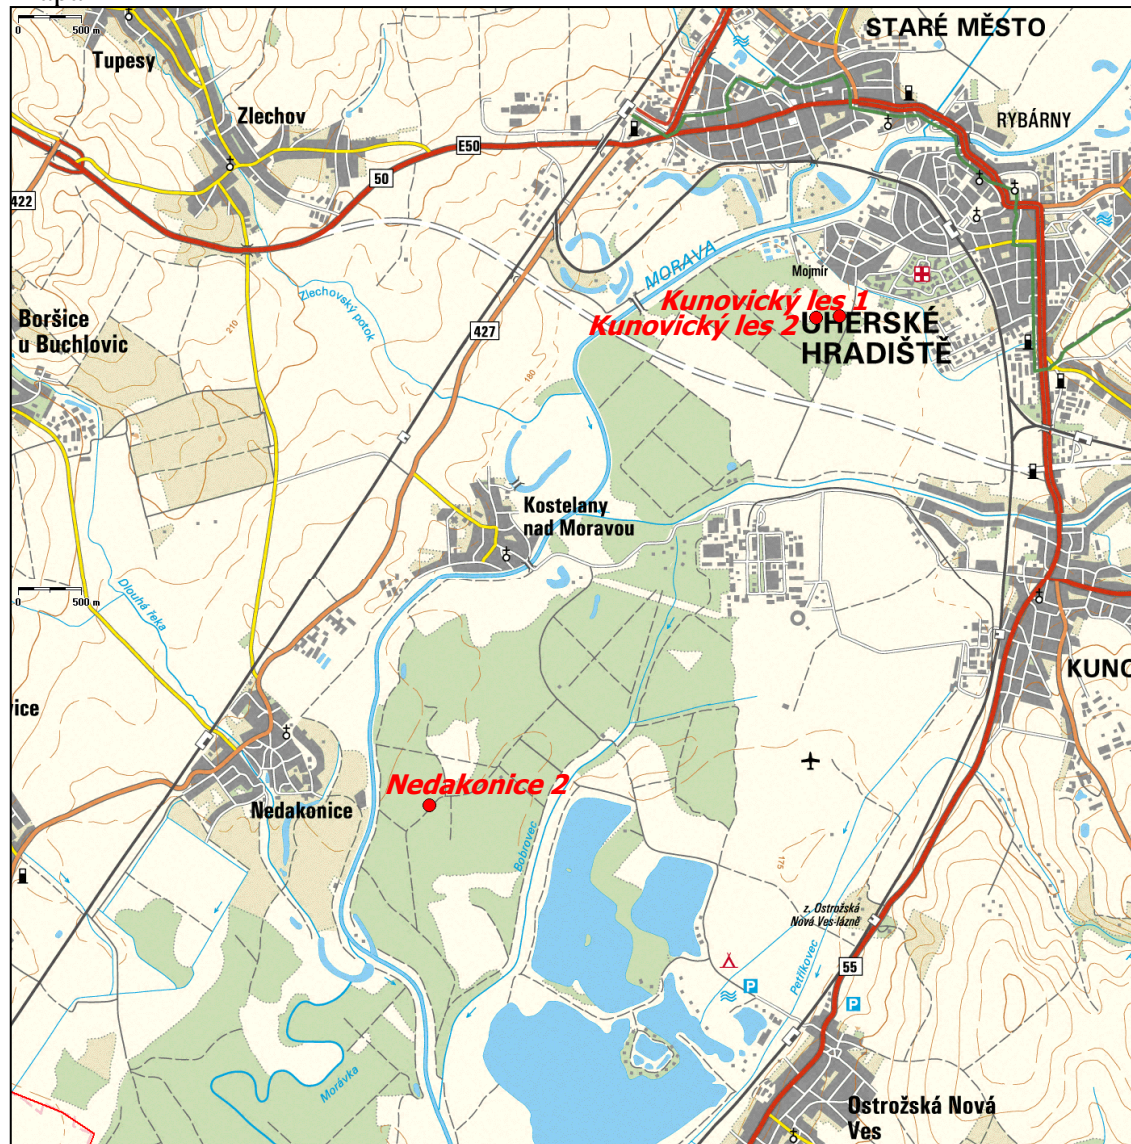 0 500 m
STARÉ MĚSTO
Tupesy
Zlechov
RYBÁRNY
E50
50
422
MORAVA
Mojmír
Kunovický les 1
Kunovický les 2
UHERSKÉ
HRADIŠTĚ
Zlechovský potok
Boršice
u Buchlovic
210
427
180
Kostelany
nad Moravou
Dlouhá řeka
0 500 m
KUNO
vice
Nedakonice 2
Nedakonice
Bobrovec
175
z. Ostrožská
Nová Ves-lázně
Petříkovec
55
P
P
Morávka
Ostrožská Nová
Ves